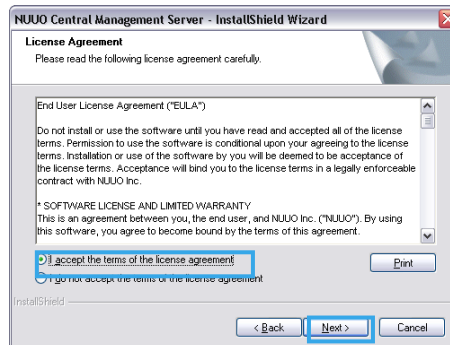 NUUO Central Management Server - InstallShield Wizard
License Agreement
Please read the following license agreement carefully.
End User License Agreement ("EULA")
Do not install or use the software until you have read and accepted all of the license
terms. Permission to use the software is conditional upon your agreeing to the license
terms. Installation or use of the software by you will be deemed to be acceptance of
the license terms. Acceptance will bind you to the license terms in a legally enforceable
contract with NUUO Inc.
* SOFTWARE LICENSE AND LIMITED WARRANTY
This is an agreement between you, the end user, and NUUO Inc. ("NUUO"). By using
this software, you agree to become bound by the terms of this agreement.
I accept the terms of the license agreement
I do not accept the terms of the license agreement
Print
InstallShield
< Back
Next >
Cancel